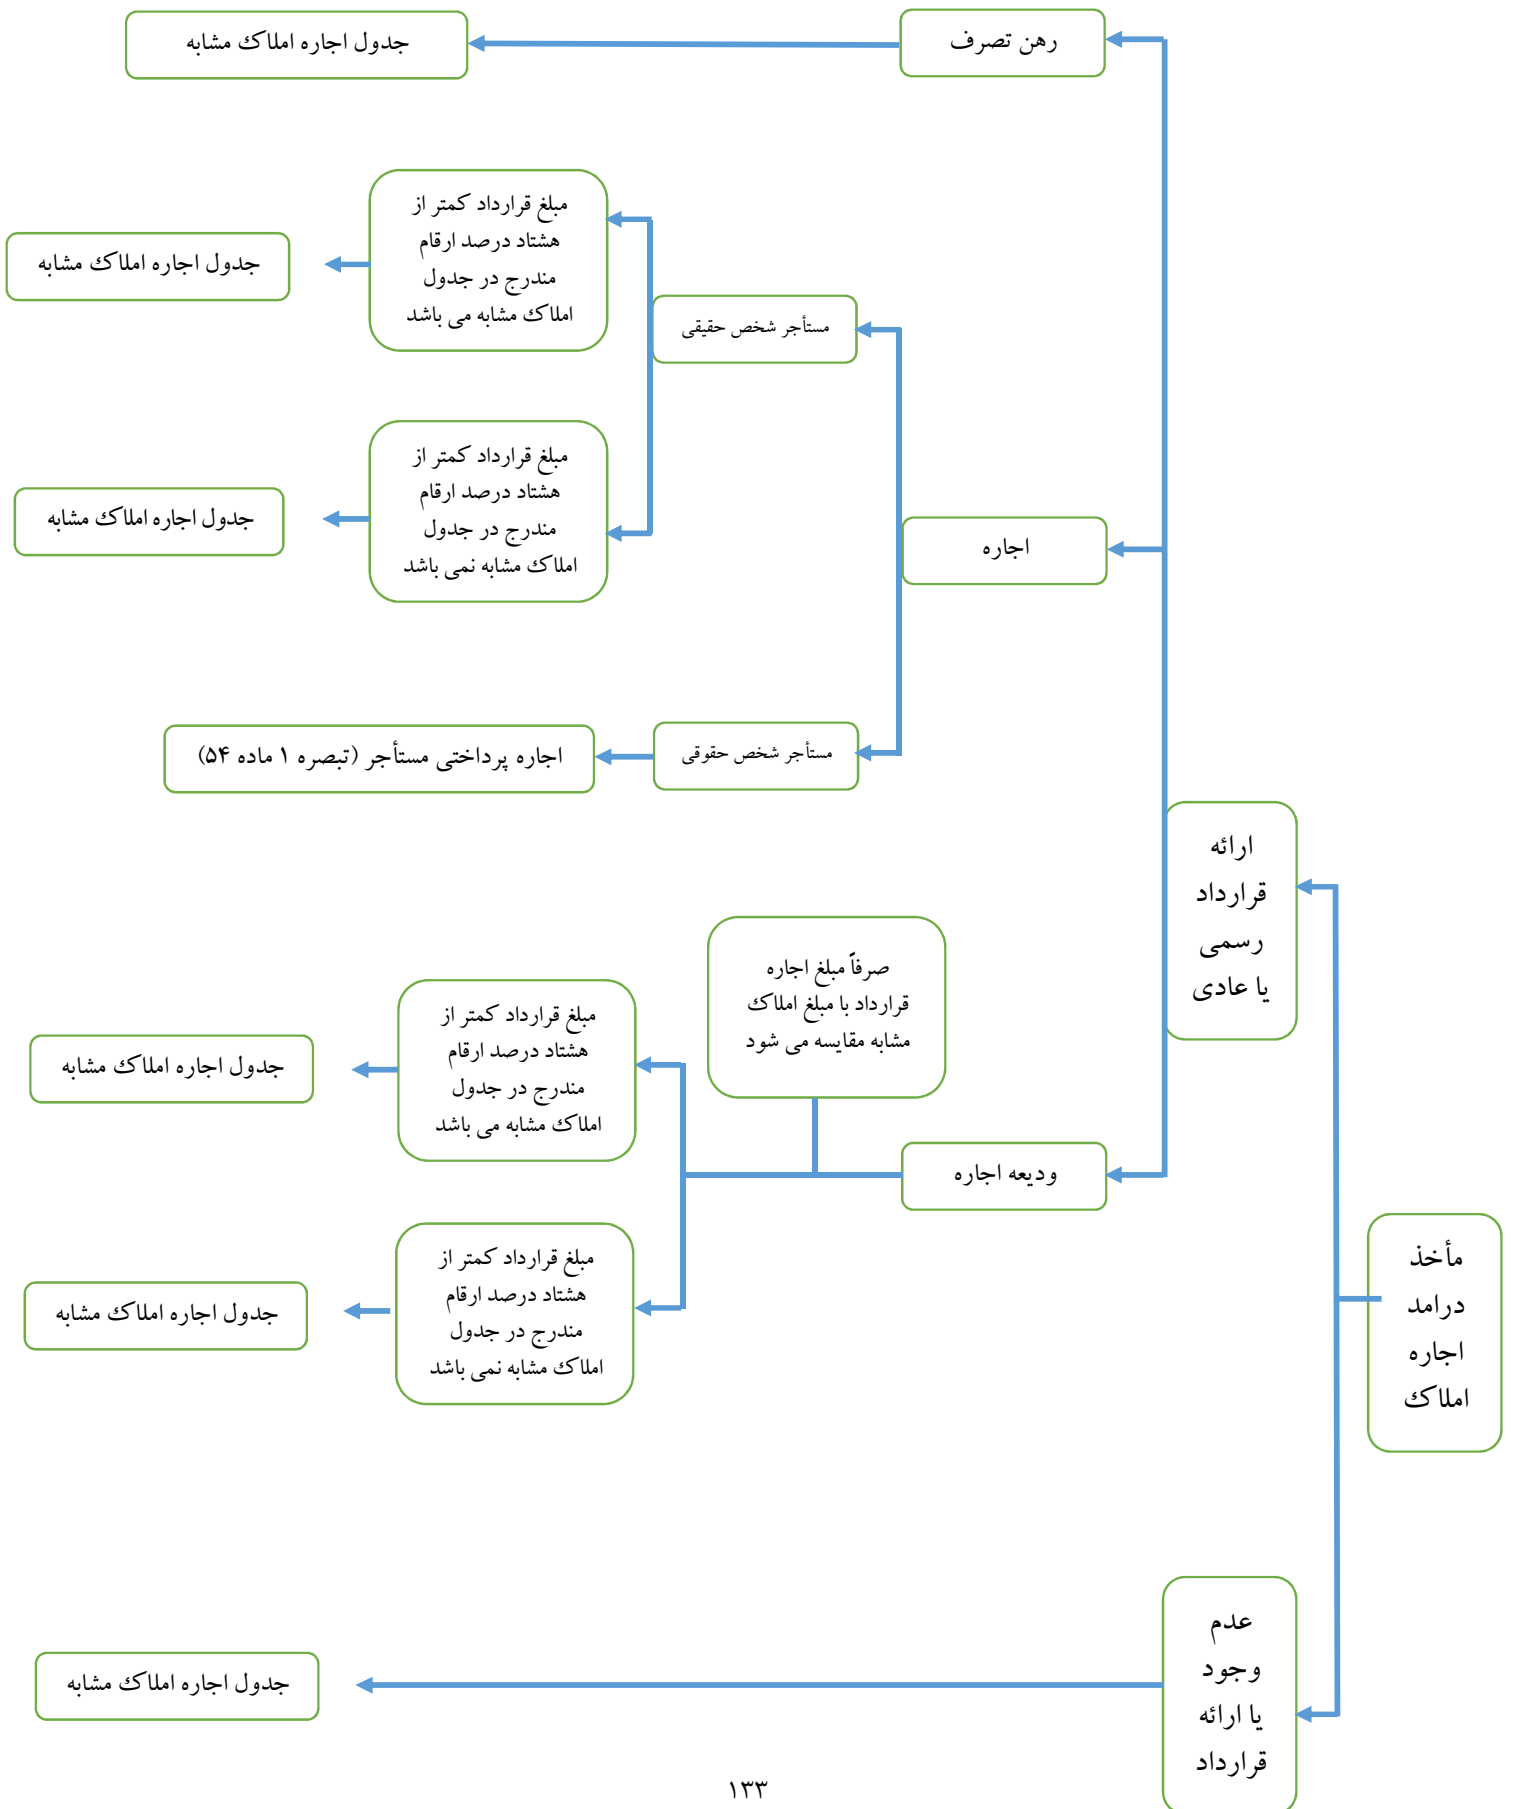 رهن تصرف
جدول اجاره املاک مشابه
مبلغ قرارداد کمتر از
هشتاد درصد ارقام
مندرج در جدول
املاک مشابه می باشد
جدول اجاره املاک مشابه
مستأجر شخص حقیقی
مبلغ قرارداد کمتر از
هشتاد درصد ارقام
مندرج در جدول
املاک مشابه نمی باشد
جدول اجاره املاک مشابه
اجاره
مستأجر شخص حقوقی
اجاره پرداختی مستأجر (تبصره ۱ ماده ۵۴)
ارائه
قرارداد
رسمی
یا عادی
صرفاً مبلغ اجاره
قرارداد با مبلغ املاک
مشابه مقایسه می شود
مبلغ قرارداد کمتر از
هشتاد درصد ارقام
مندرج در جدول
املاک مشابه می باشد
جدول اجاره املاک مشابه
ودیعه اجاره
مبلغ قرارداد کمتر از
هشتاد درصد ارقام
مندرج در جدول
املاک مشابه نمی باشد
جدول اجاره املاک مشابه
مأخذ
درامد
اجاره
املاک
عدم
وجود
یا ارائه
قرارداد
جدول اجاره املاک مشابه
۱۳۳